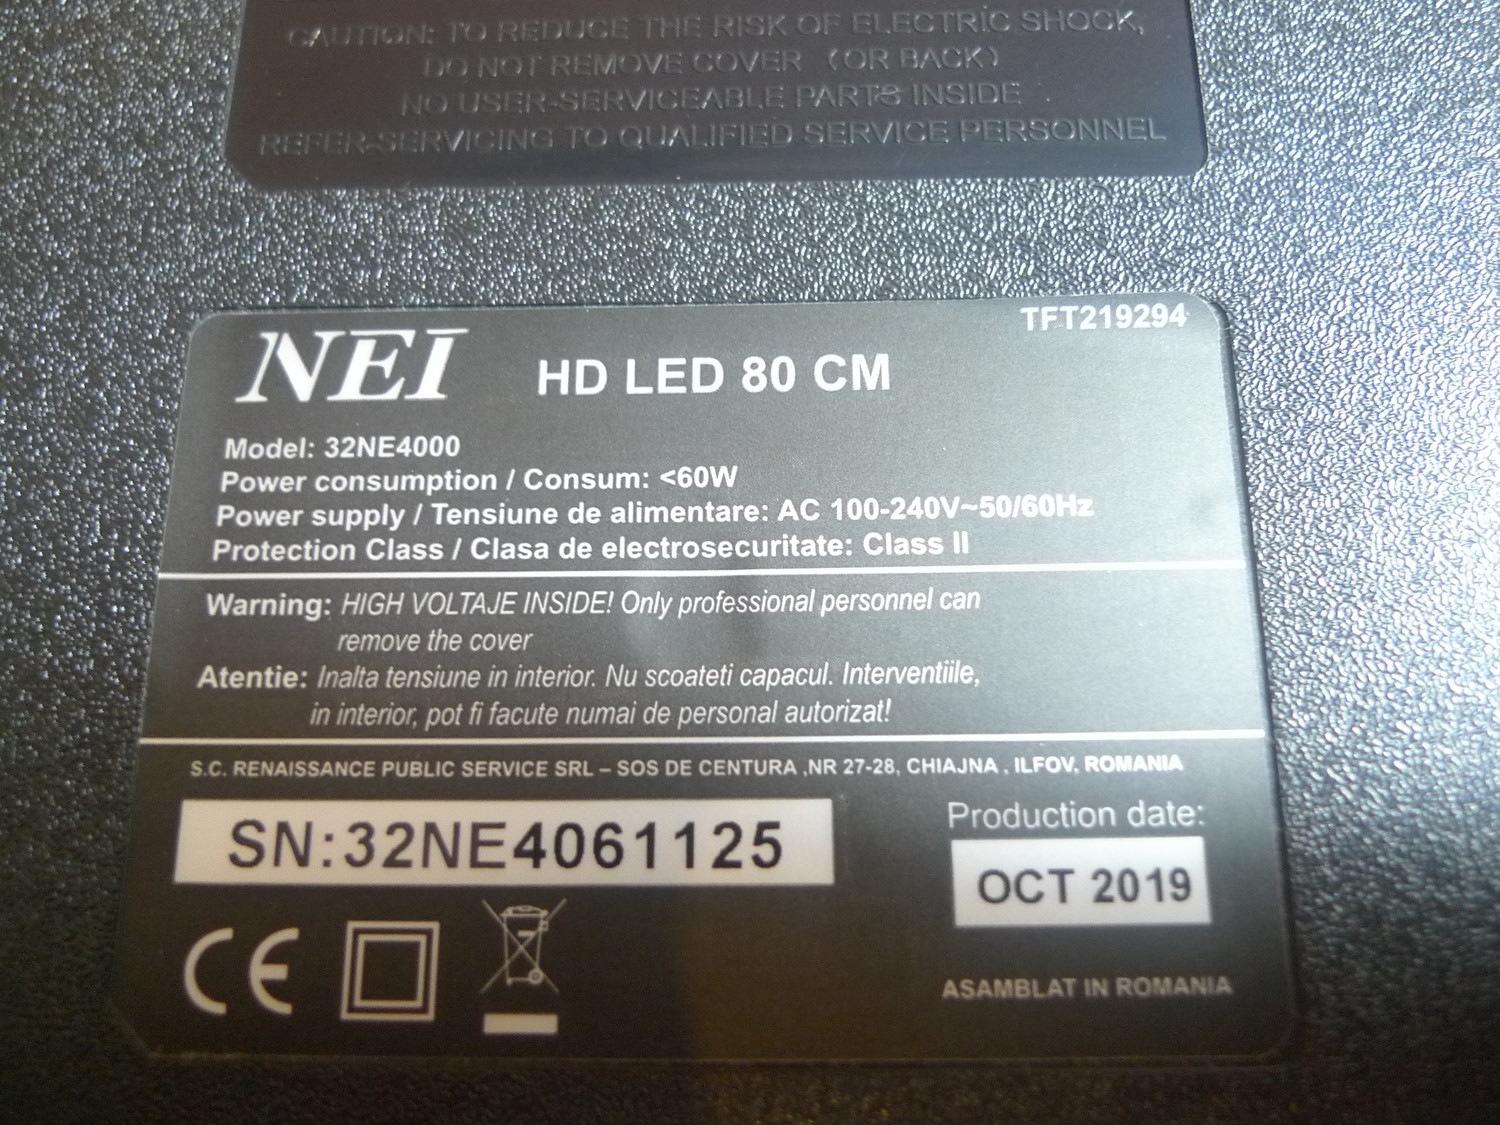 CAUTION: TO REDUCE THE RISK OF ELECTRIC SHOCK,
DO NOT REMOVE COVER (OR BACK)
NO USER-SERVICEABLE PARTS INSIDE
REFER-SERVICING TO QUALIFIED SERVICE PERSONNEL
TFT219294
NEI HD LED 80 CM
Model: 32NE4000
Power consumption / Consum: <60W
Power supply / Tensiune de alimentare: AC 100-240V~50/60Hz
Protection Class / Clasa de electrosecuritate: Class II
Warning: HIGH VOLTAJE INSIDE! Only professional personnel can
remove the cover
Atentie: Inalta tensiune in interior. Nu scoateti capacul. Interventiile,
in interior, pot fi facute numai de personal autorizat!
S.C. RENAISSANCE PUBLIC SERVICE SRL – SOS DE CENTURA ,NR 27-28, CHIAJNA , ILFOV, ROMANIA
SN:32NE4061125
Production date:
OCT 2019
CE
ASAMBLAT IN ROMANIA